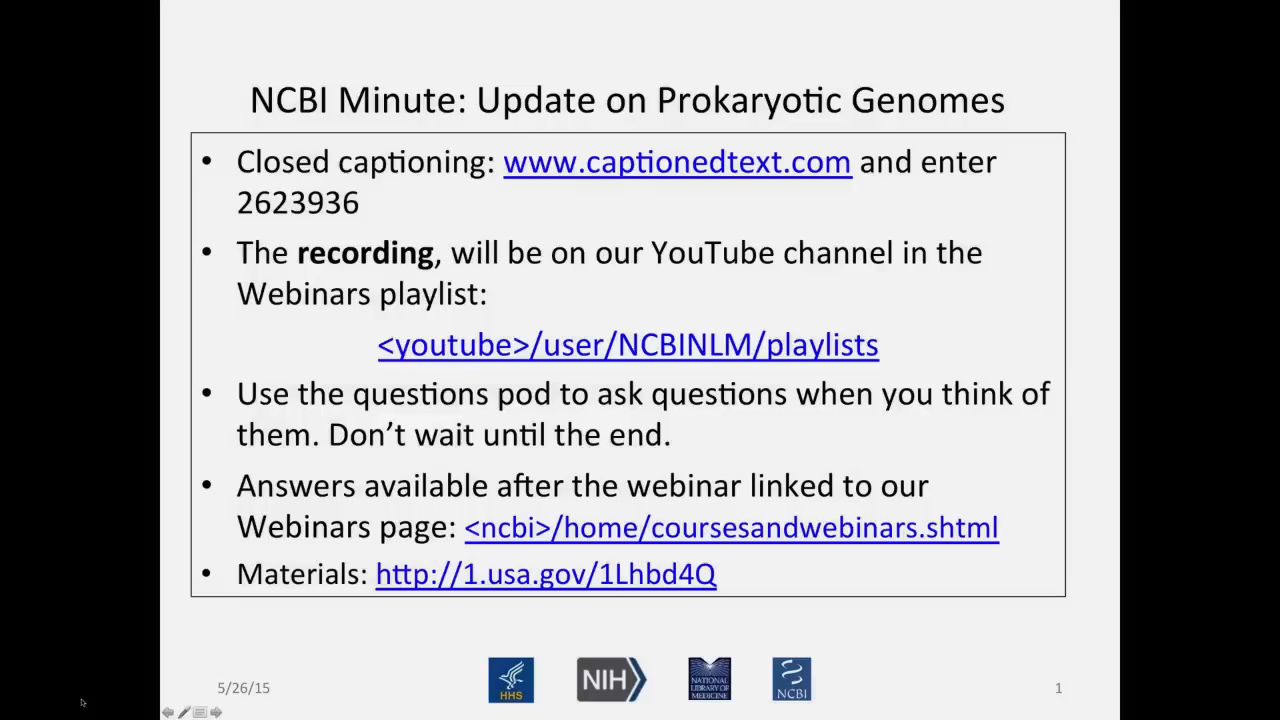 NCBI Minute: Update on Prokaryotic Genomes
• Closed captioning: www.captionedtext.com and enter
2623936
• The recording, will be on our YouTube channel in the
Webinars playlist:
<youtube>/user/NCBINLM/playlists
• Use the questions pod to ask questions when you think of
them. Don’t wait until the end.
• Answers available after the webinar linked to our
Webinars page: <ncbi>/home/coursesandwebinars.shtml
• Materials: http://1.usa.gov/1Lhbd4Q
5/26/15
HHS
NIH
NATIONAL
LIBRARY OF
MEDICINE
NCBI
1